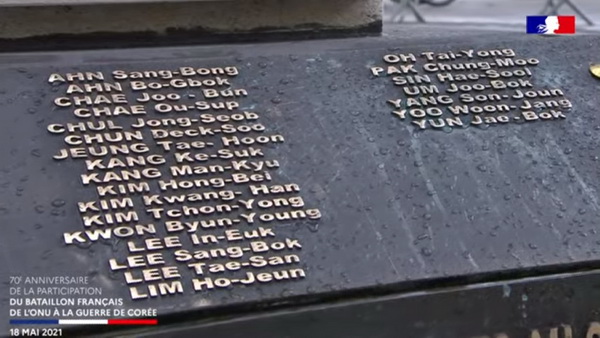 AHN Sang-Bong
AHN Bo-Gbok
CHAE Joo.-Bun
CHAE Ou-Sup
CHUL Jong-Seob
CHUN Deck-Soo
JEUNG Tae-Hoon
KANG Ke-Suk
KANG Man-Kyu
KIM Hong-Bei
KIM Kwang-Han
KIM Tchon-Yong
KWON Byun-Young
LEE In-Euk
LEE Sang-Bok
LEE Tae-San
LIM Ho-Jeun
OH Tai-Yong
PAK Chung-Moo
SIN Hae-Sool
UM Joo-Bok
YANG Som-Joun
YOO Weon-Jang
YUN Jae-Bok
70E ANNIVERSAIRE
DE LA PARTICIPATION
DU BATAILLON FRANÇAIS
DE L'ONU À LA GUERRE DE CORÉE
18 MAI 2021